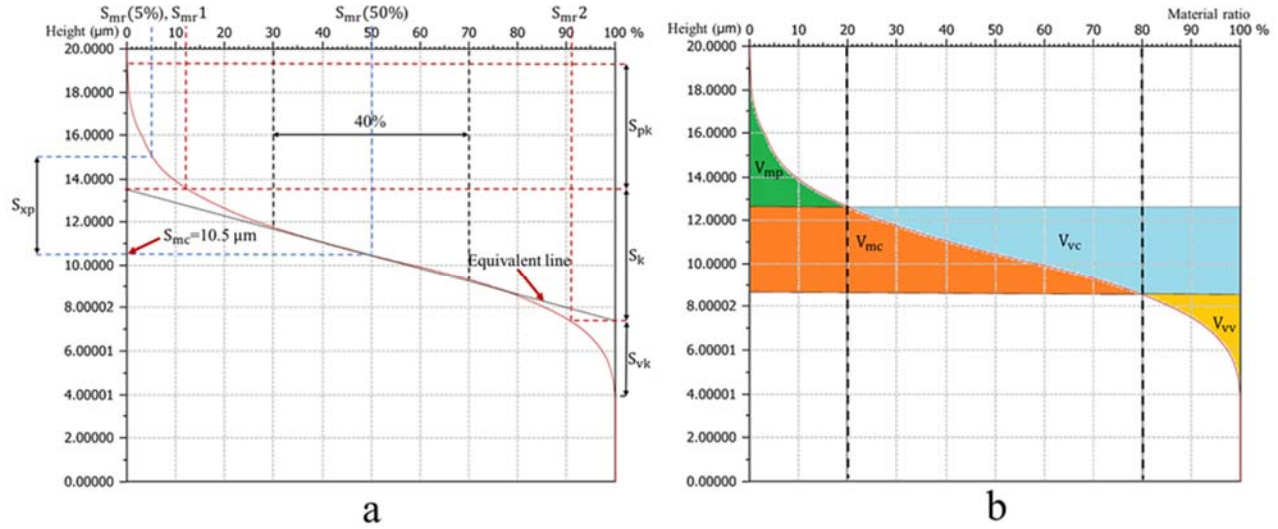 Smr(5%), Smr1 Smr(50%) Smr2
Height (µm) 0 10 20 30 40 50 60 70 80 90 100 %
20.0000
18.0000
16.0000
14.0000
12.0000
10.0000
8.00002
6.00001
4.00001
2.00000
0.00000
40%
Spk
Sxp
Smc=10.5 µm
Sk
Equivalent line
Svk
a
Material ratio
Height (µm) 0 10 20 30 40 50 60 70 80 90 100 %
20.0000
18.0000
16.0000
14.0000
12.0000
10.0000
8.00002
6.00001
4.00001
2.00000
0.00000
Vmp
Vmc
Vvc
Vvv
b